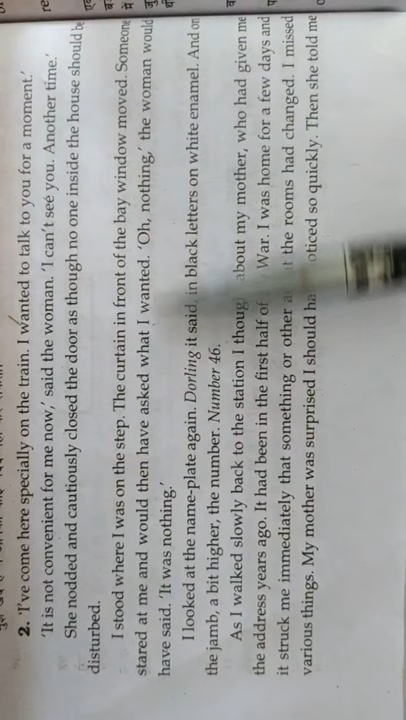 2. 'I've come here specially on the train. I wanted to talk to you for a moment.'
'It is not convenient for me now,' said the woman. 'I can't see you. Another time.'
She nodded and cautiously closed the door as though no one inside the house should be
disturbed.
I stood where I was on the step. The curtain in front of the bay window moved. Someone
stared at me and would then have asked what I wanted. 'Oh, nothing,' the woman would
have said. 'It was nothing.'
I looked at the name-plate again. Dorling it said, in black letters on white enamel. And on
the jamb, a bit higher, the number. Number 46.
As I walked slowly back to the station I thoug about my mother, who had given me
the address years ago. It had been in the first half of War. I was home for a few days and
it struck me immediately that something or other a t the rooms had changed. I missed
various things. My mother was surprised I should ha oticed so quickly. Then she told me